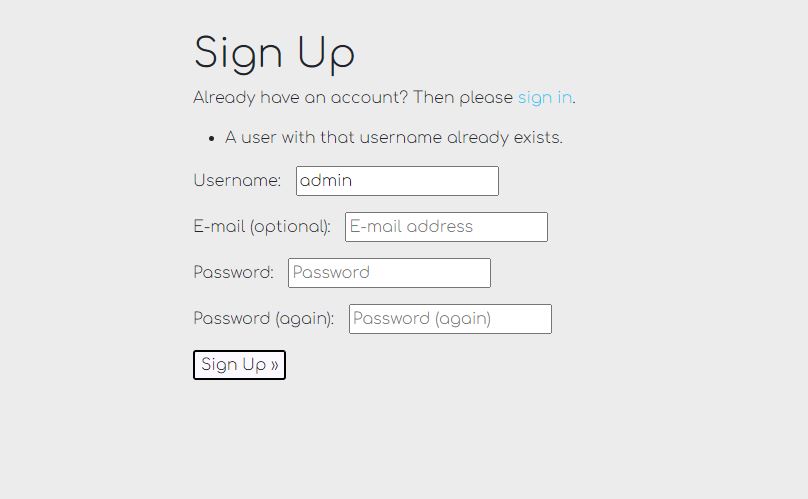 Sign Up
Already have an account? Then please sign in.
• A user with that username already exists.
Username: admin
E-mail (optional): E-mail address
Password: Password
Password (again): Password (again)
Sign Up »